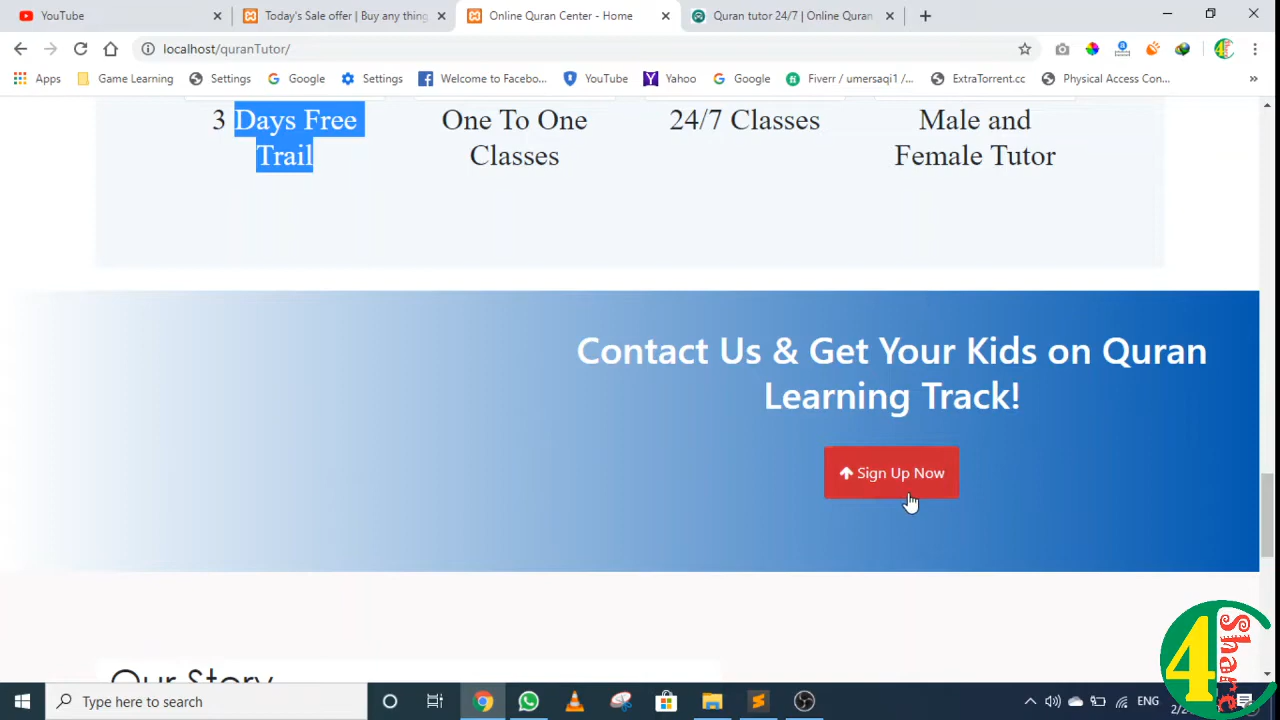 YouTube
Today's Sale offer | Buy any thing
Online Quran Center - Home
Quran tutor 24/7 | Online Quran
localhost/quranTutor/
Apps
Game Learning
Settings
Google
Settings
Welcome to Facebo...
YouTube
Yahoo
Google
Fiverr / umersaqi1 /...
ExtraTorrent.cc
Physical Access Con...
»
3 Days Free
Trail
One To One
Classes
24/7 Classes
Male and
Female Tutor
Contact Us & Get Your Kids on Quran
Learning Track!
Sign Up Now
Our Story
Type here to search
ENG
4 Share